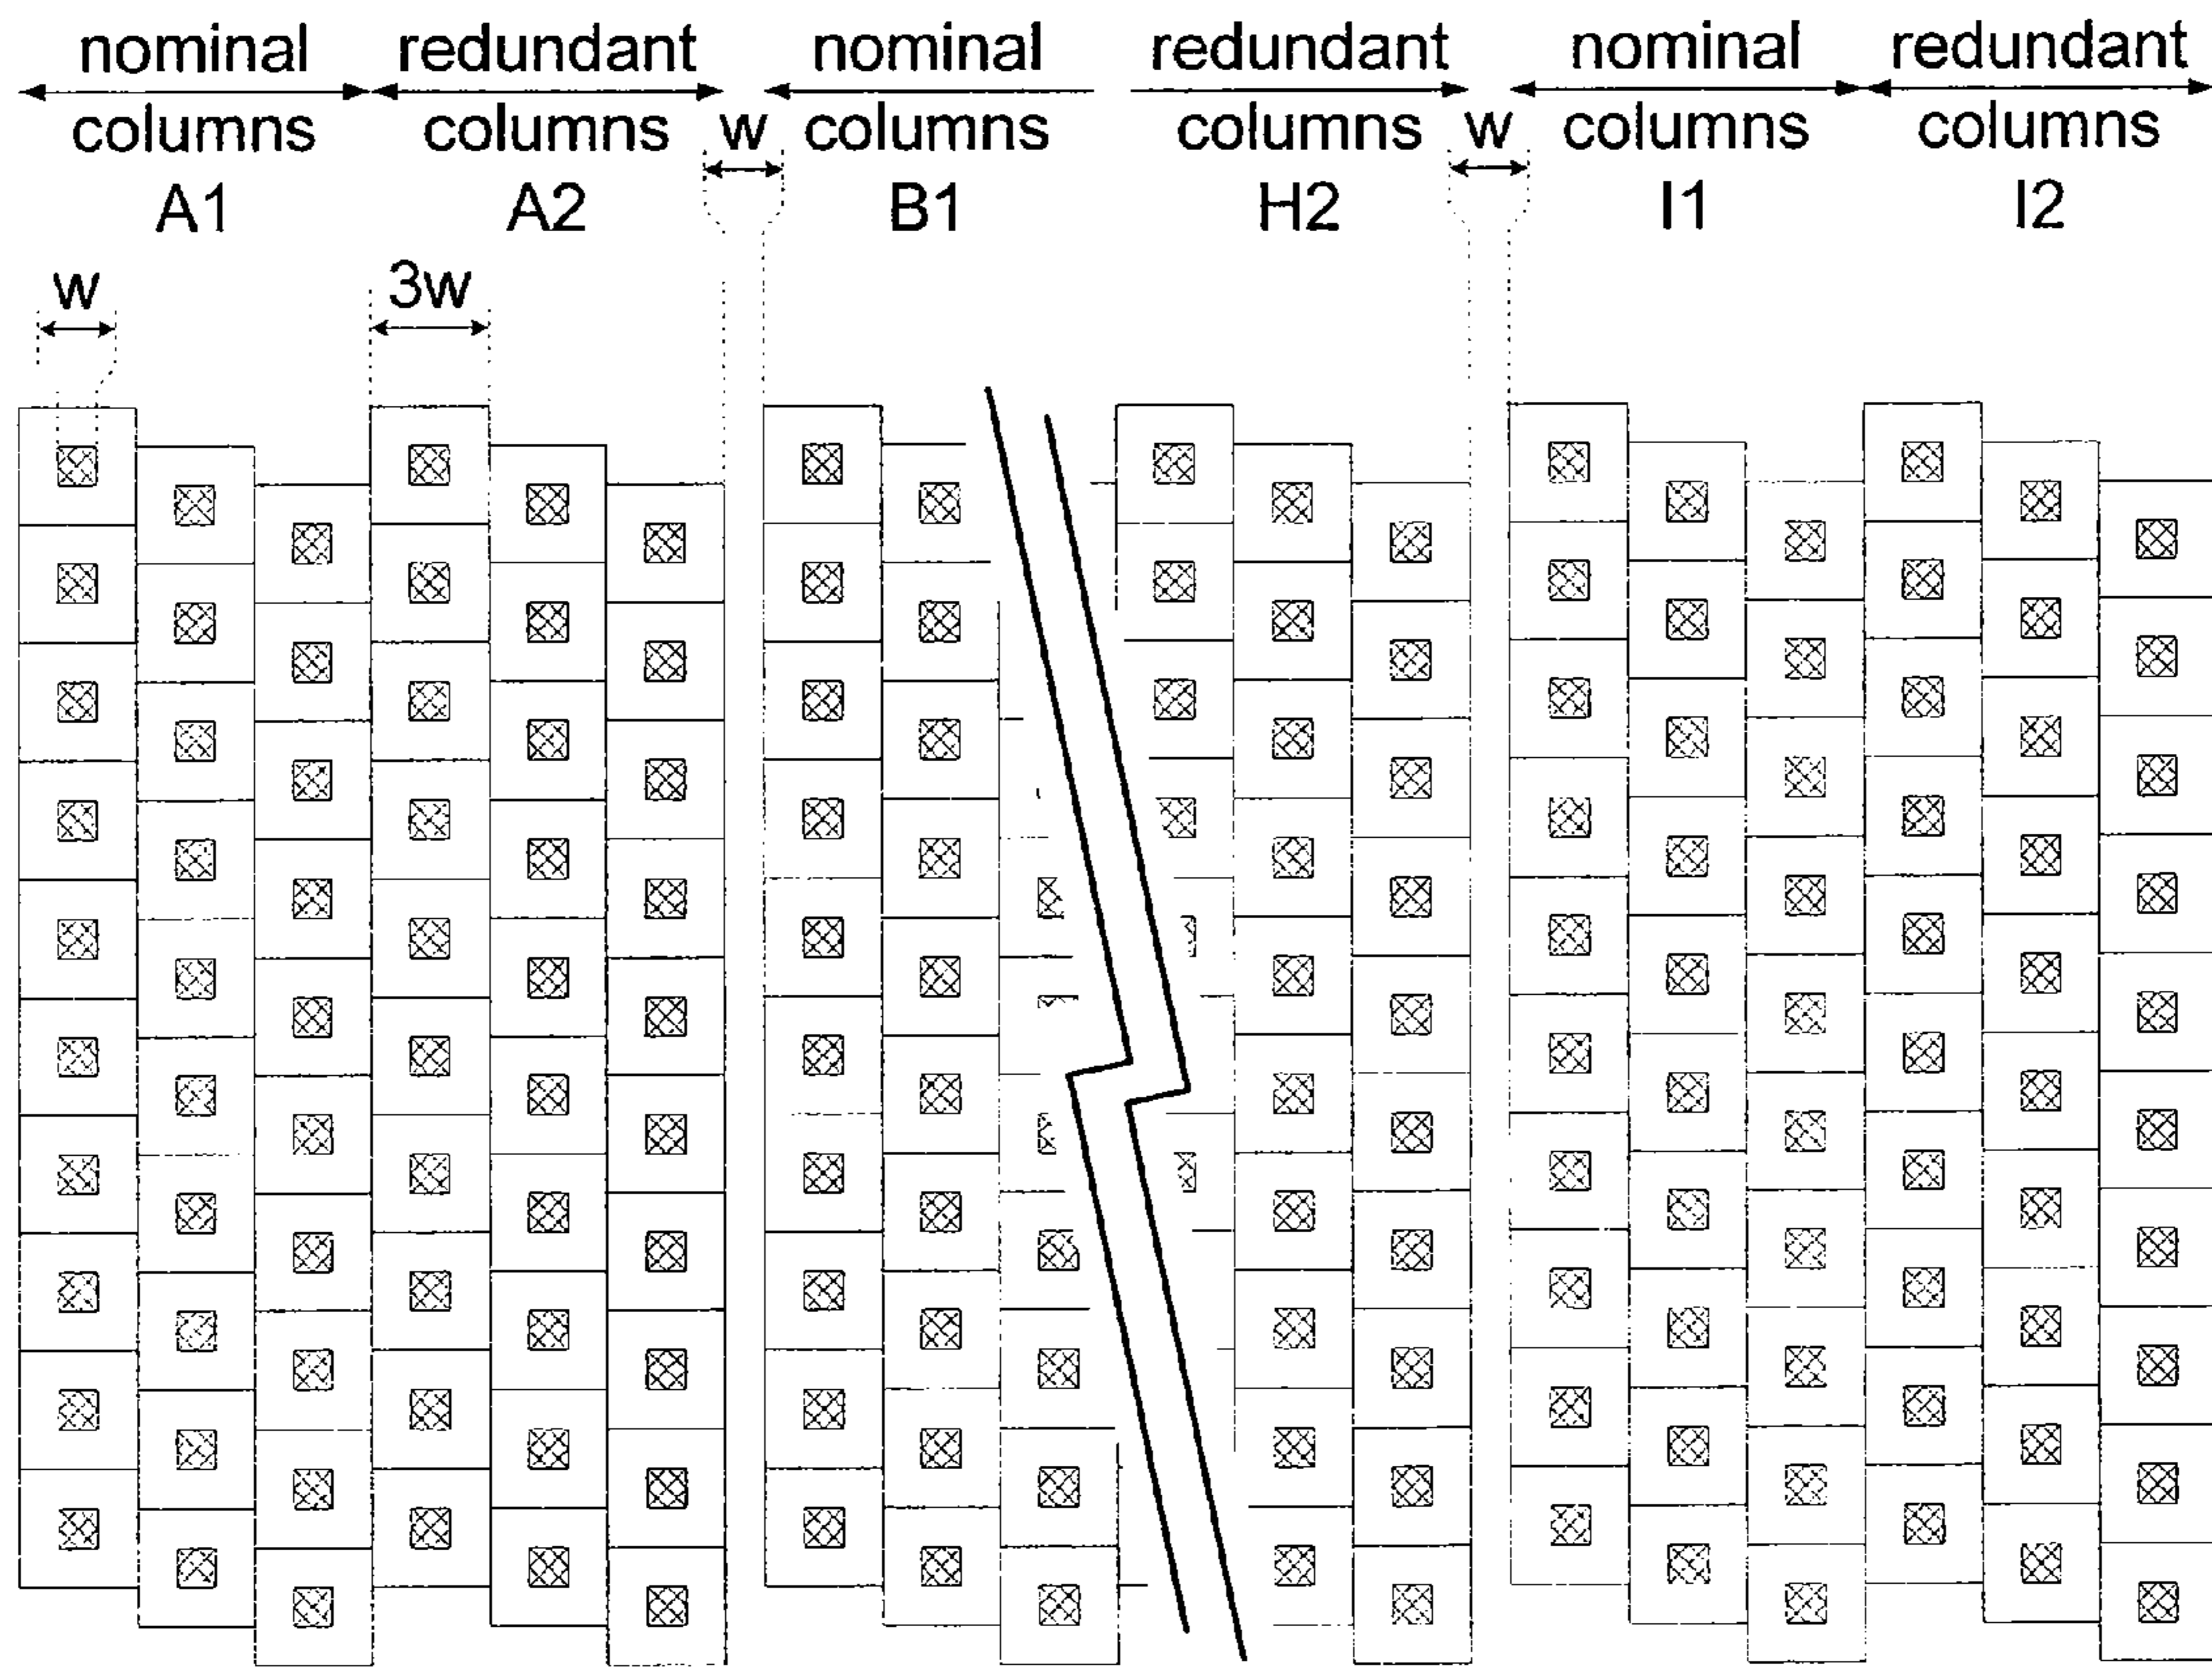 nominal redundant nominal redundant nominal redundant
columns columns w columns columns w columns columns
A1 A2 B1 H2 I1 I2
w 3w